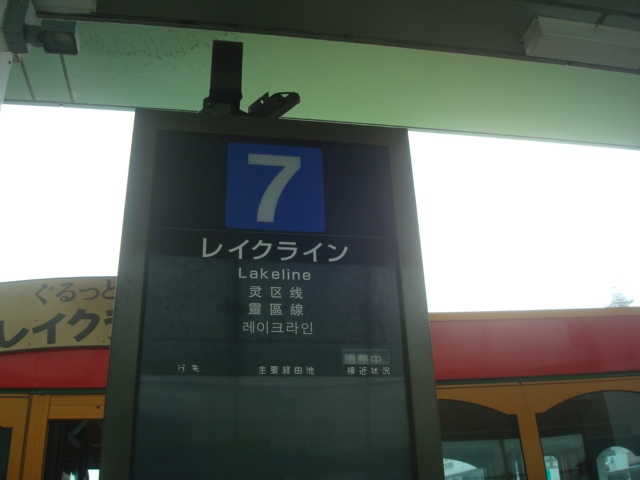 7
レイクライン
Lakeline
灵区线
靈區線
레이크라인
行先 主要経由地 接近状況
ぐるっと
レイクラ